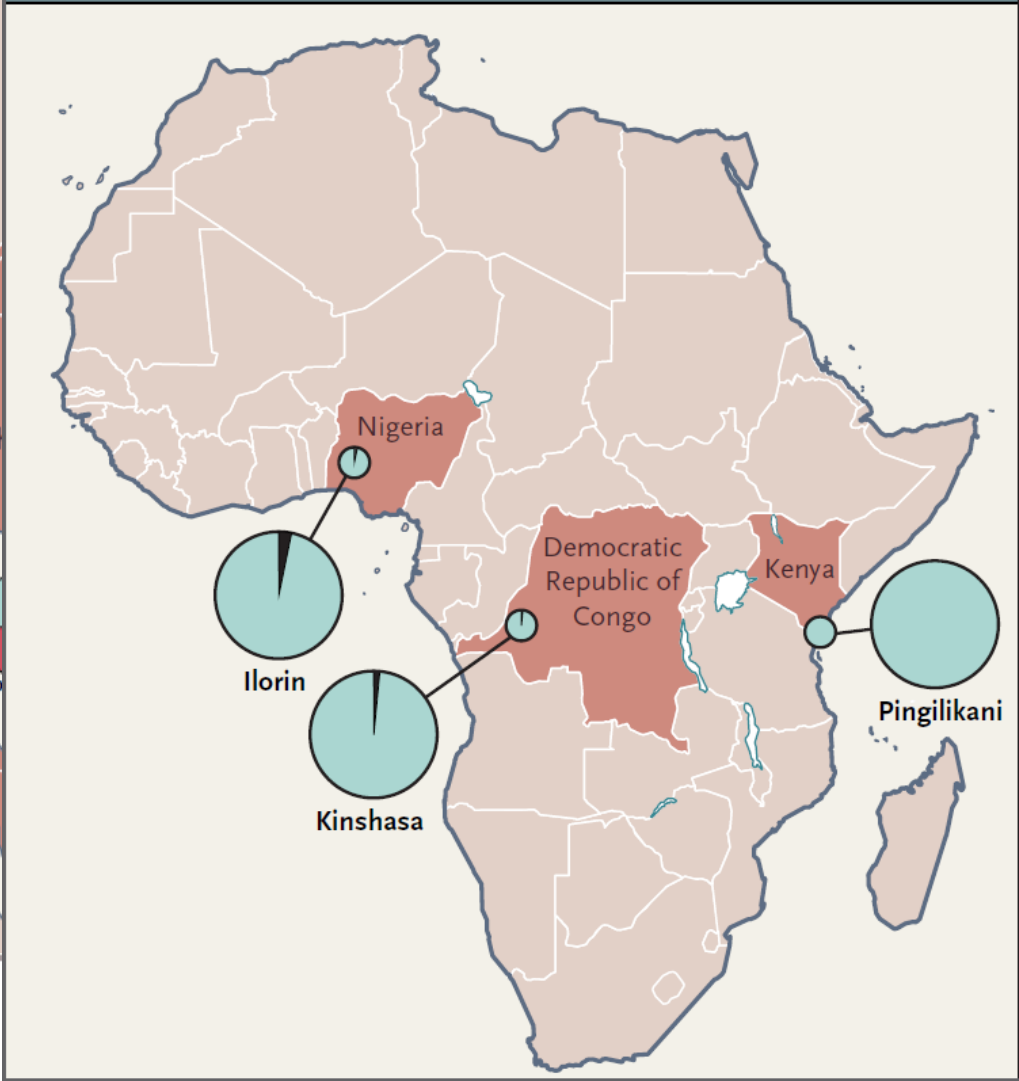 Nigeria
Democratic
Republic of
Congo
Kenya
Ilorin
Pingilikani
Kinshasa